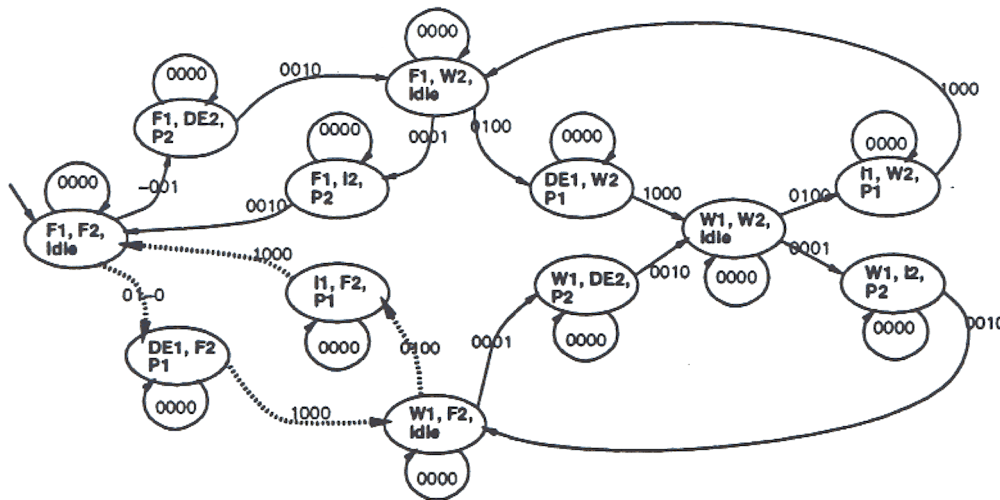 0000
F1, W2,
Idle
0000
F1, DE2,
P2
0010
0001
0100
1000
0000
F1, I2,
P2
0000
DE1, W2
P1
0000
I1, W2,
P1
-001
0010
1000
0100
0000
F1, F2,
Idle
W1, W2,
Idle
0000
1000
I1, F2,
P1
0000
W1, DE2,
P2
0000
0010
0001
W1, I2,
P2
0000
01-0
DE1, F2
P1
0000
0100
0001
0010
1000
W1, F2,
Idle
0000